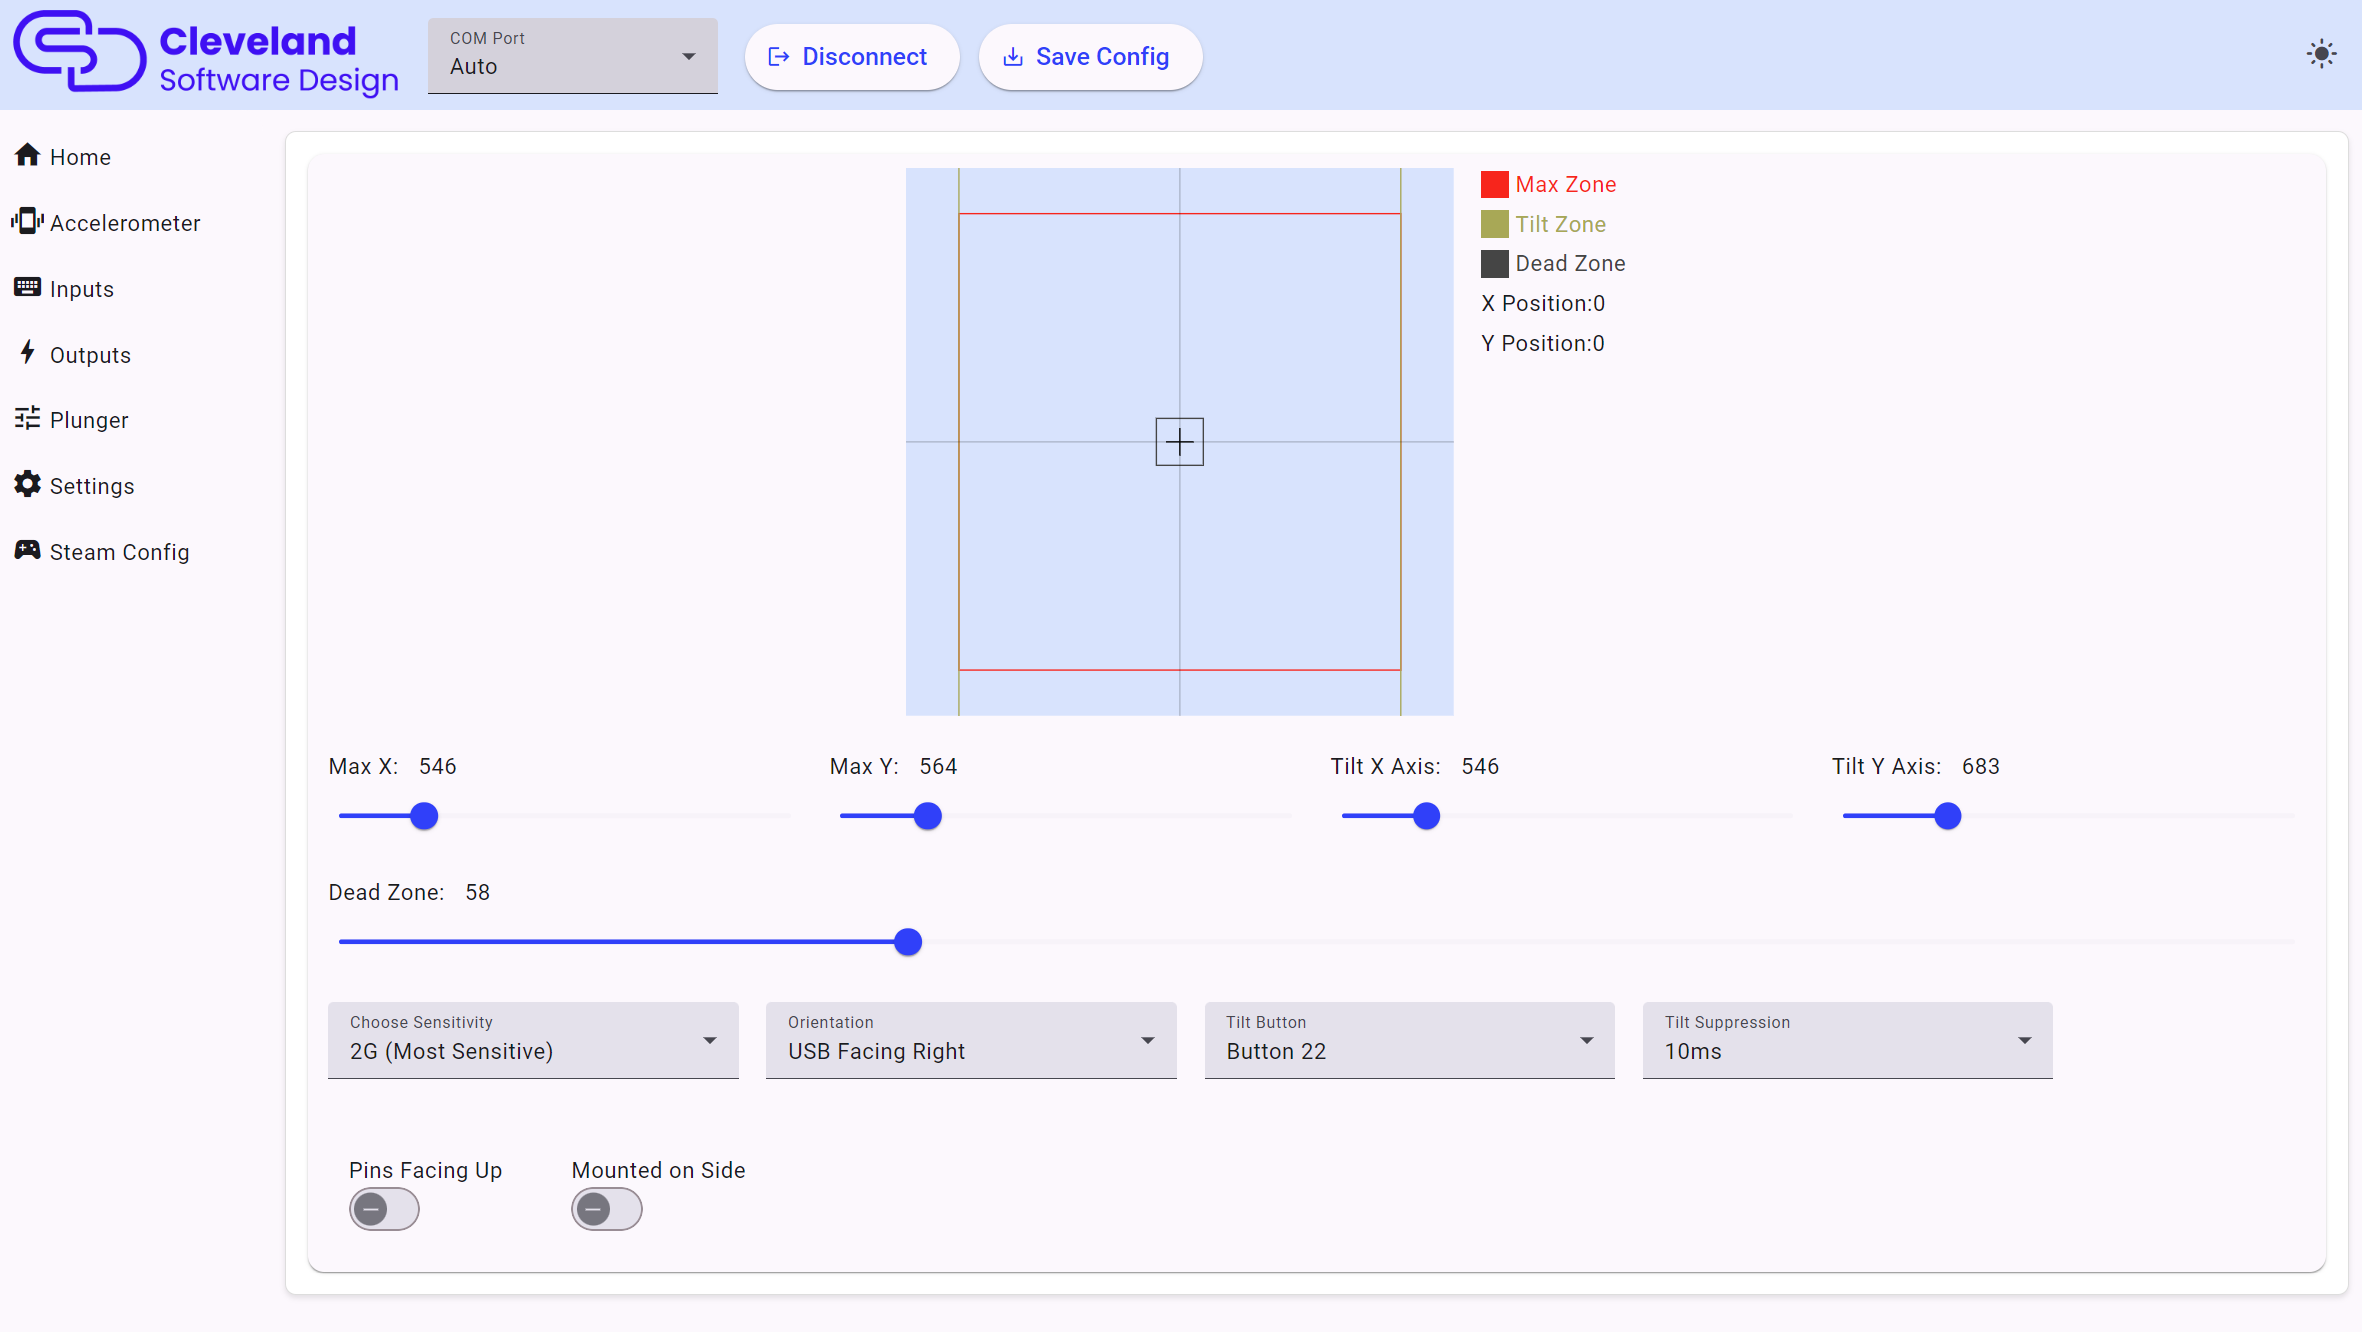 Cleveland
Software Design
COM Port
Auto
Disconnect
Save Config
Home
Accelerometer
Inputs
Outputs
Plunger
Settings
Steam Config
Max Zone
Tilt Zone
Dead Zone
X Position:0
Y Position:0
Max X: 546
Max Y: 564
Tilt X Axis: 546
Tilt Y Axis: 683
Dead Zone: 58
Choose Sensitivity
2G (Most Sensitive)
Orientation
USB Facing Right
Tilt Button
Button 22
Tilt Suppression
10ms
Pins Facing Up
Mounted on Side